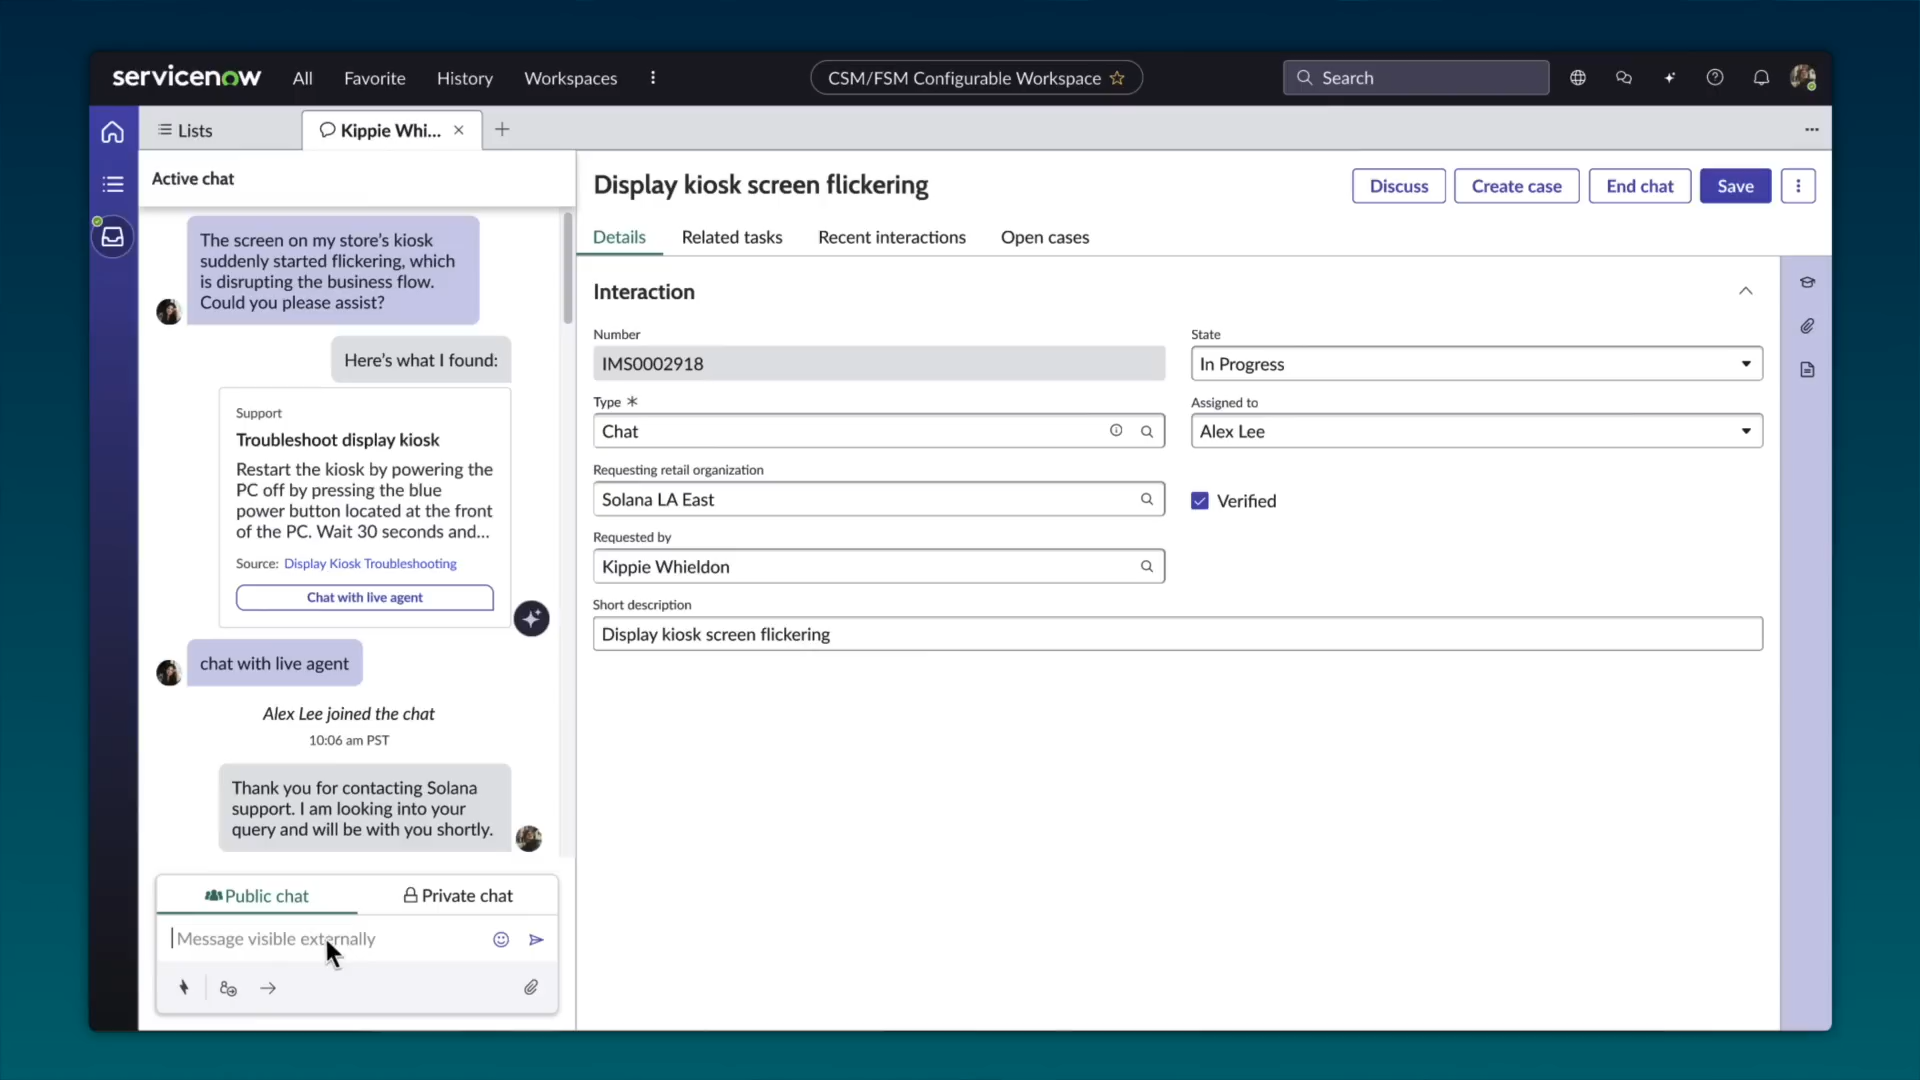 servicenow
All
Favorite
History
Workspaces
CSM/FSM Configurable Workspace
Search
Lists
Kippie Whi...
Active chat
The screen on my store's kiosk
suddenly started flickering, which
is disrupting the business flow.
Could you please assist?
Here's what I found:
Support
Troubleshoot display kiosk
Restart the kiosk by powering the
PC off by pressing the blue
power button located at the front
of the PC. Wait 30 seconds and...
Source: Display Kiosk Troubleshooting
Chat with live agent
chat with live agent
Alex Lee joined the chat
10:06 am PST
Thank you for contacting Solana
support. I am looking into your
query and will be with you shortly.
Public chat
Private chat
Message visible externally
Display kiosk screen flickering
Discuss
Create case
End chat
Save
Details
Related tasks
Recent interactions
Open cases
Interaction
Number
IMS0002918
State
In Progress
Type *
Chat
Assigned to
Alex Lee
Requesting retail organization
Solana LA East
Verified
Requested by
Kippie Whieldon
Short description
Display kiosk screen flickering